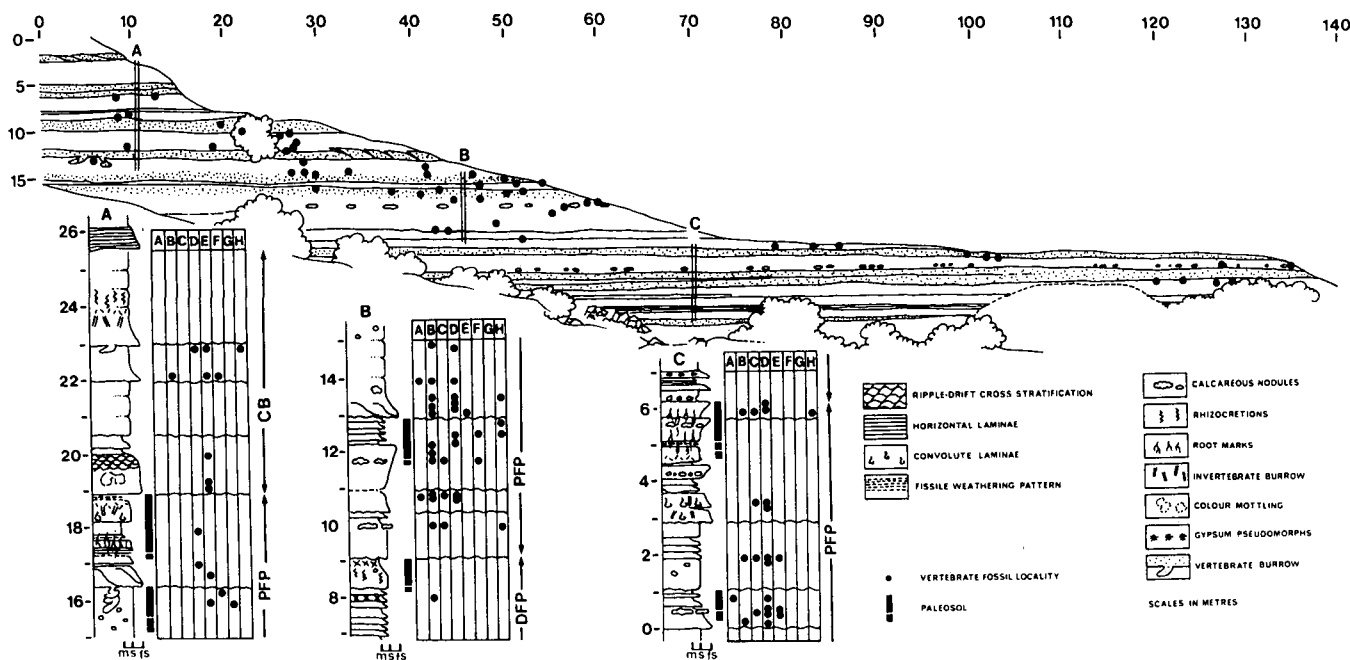 0 10 20 30 40 50 60 70 80 90 100 110 120 130 140
0
5
10
15
A
B
C
A
26
24
22
20
18
16
A B C D E F G H
CB
PFP
ms fs
B
14
12
10
8
A B C D E F G H
PFP
DFP
ms fs
C
6
4
2
0
A B C D E F G H
PFP
ms fs
RIPPLE-DRIFT CROSS STRATIFICATION
HORIZONTAL LAMINAE
CONVOLUTE LAMINAE
FISSILE WEATHERING PATTERN
VERTEBRATE FOSSIL LOCALITY
PALEOSOL
CALCAREOUS NODULES
RHIZOCRETIONS
ROOT MARKS
INVERTEBRATE BURROW
COLOUR MOTTLING
GYPSUM PSEUDOMORPHS
VERTEBRATE BURROW
SCALES IN METRES